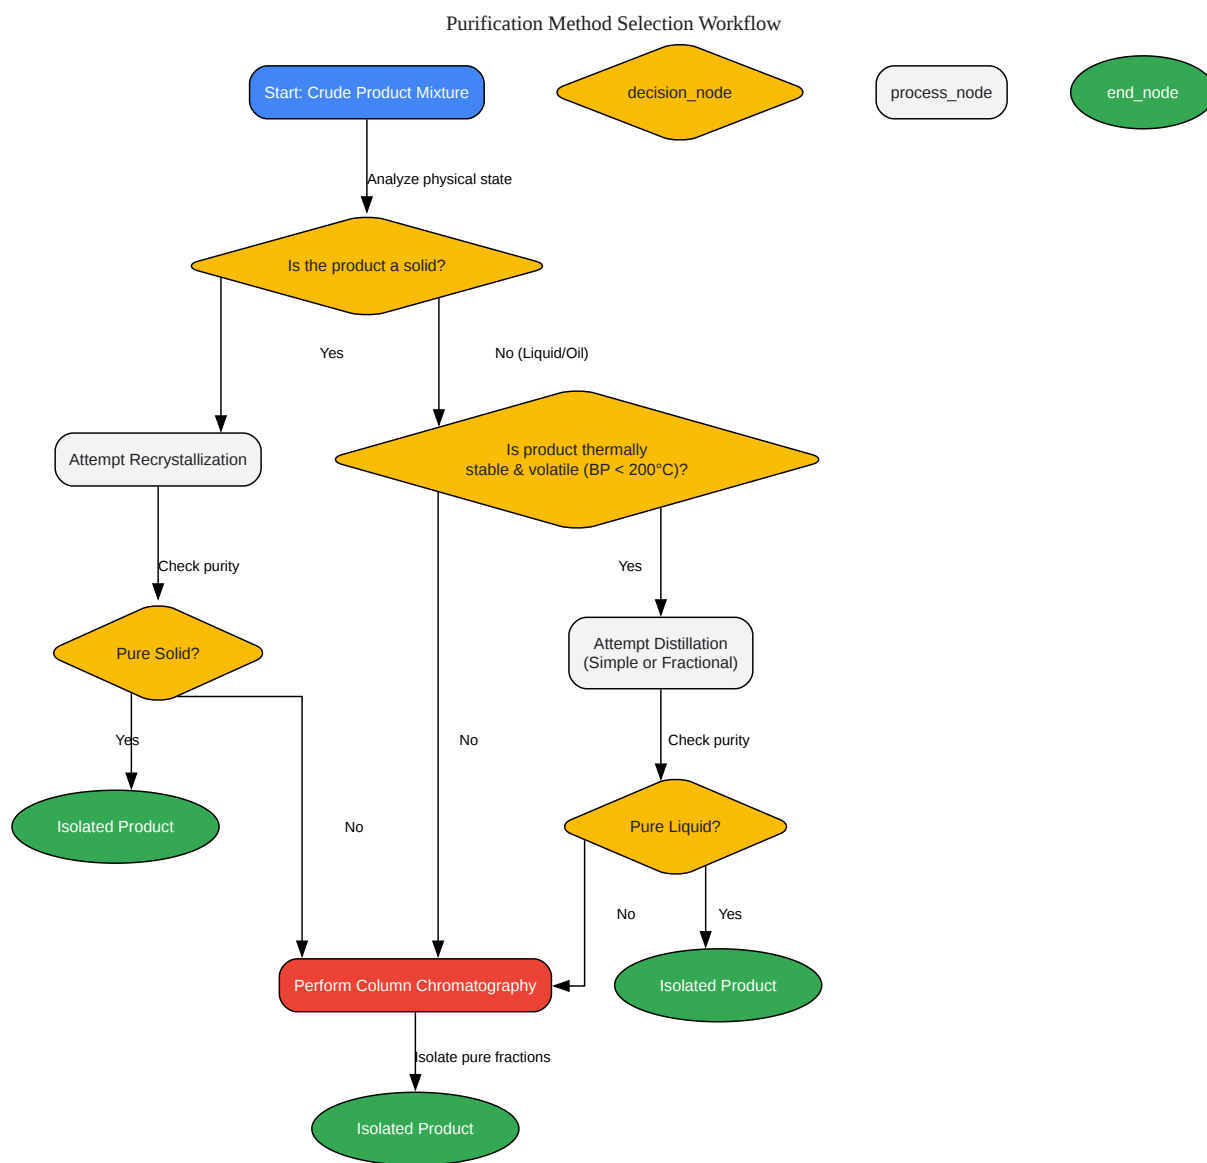 Purification Method Selection Workflow
Start: Crude Product Mixture
decision_node
process_node
end_node
Analyze physical state
Is the product a solid?
Yes
No (Liquid/Oil)
Attempt Recrystallization
Is product thermally
stable & volatile (BP < 200°C)?
Check purity
Yes
Pure Solid?
Attempt Distillation
(Simple or Fractional)
Yes
No
Check purity
Isolated Product
No
Pure Liquid?
No
Yes
Perform Column Chromatography
Isolated Product
Isolate pure fractions
Isolated Product